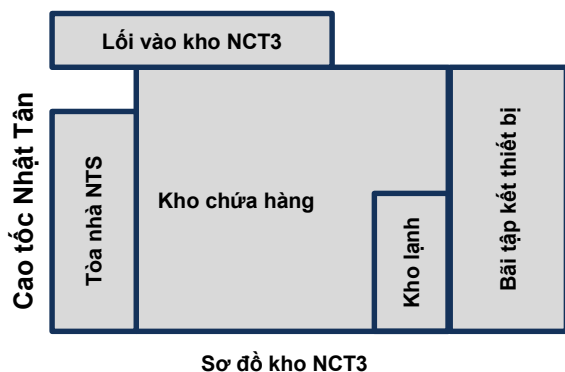 Lối vào kho NCT3
Cao tốc Nhật Tân
Tòa nhà NTS
Kho chứa hàng
Kho lạnh
Bãi tập kết thiết bị
Sơ đồ kho NCT3